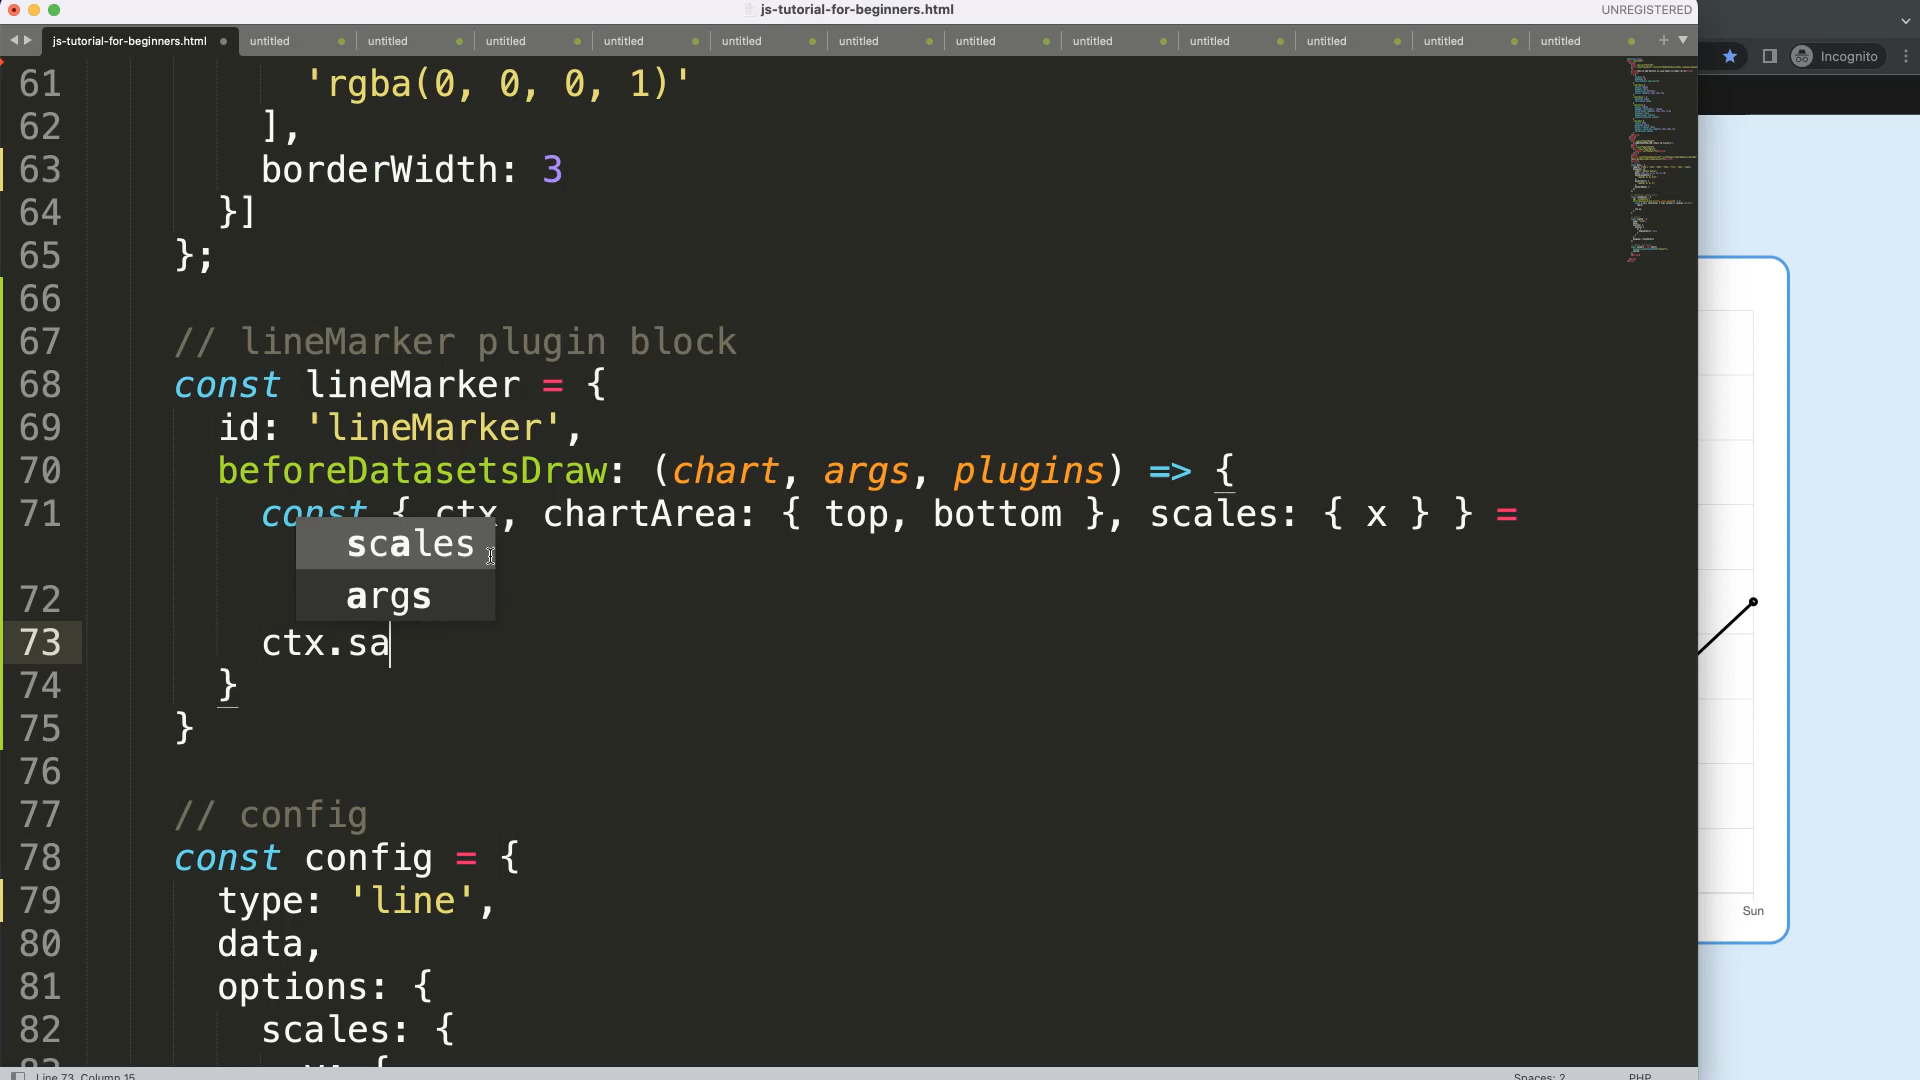 js-tutorial-for-beginners.html
UNREGISTERED
js-tutorial-for-beginners.html untitled untitled untitled untitled untitled untitled untitled untitled untitled untitled untitled untitled
Incognito
61 'rgba(0, 0, 0, 1)'
62 ],
63 borderWidth: 3
64 }]
65 };
66
67 // lineMarker plugin block
68 const lineMarker = {
69 id: 'lineMarker',
70 beforeDatasetsDraw: (chart, args, plugins) => {
71 const { ctx, chartArea: { top, bottom }, scales: { x } } =
scales
args
72
73 ctx.sa
74 }
75 }
76
77 // config
78 const config = {
79 type: 'line',
80 data,
81 options: {
82 scales: {
Sun
Line 73, Column 15
Spaces: 2
PHP